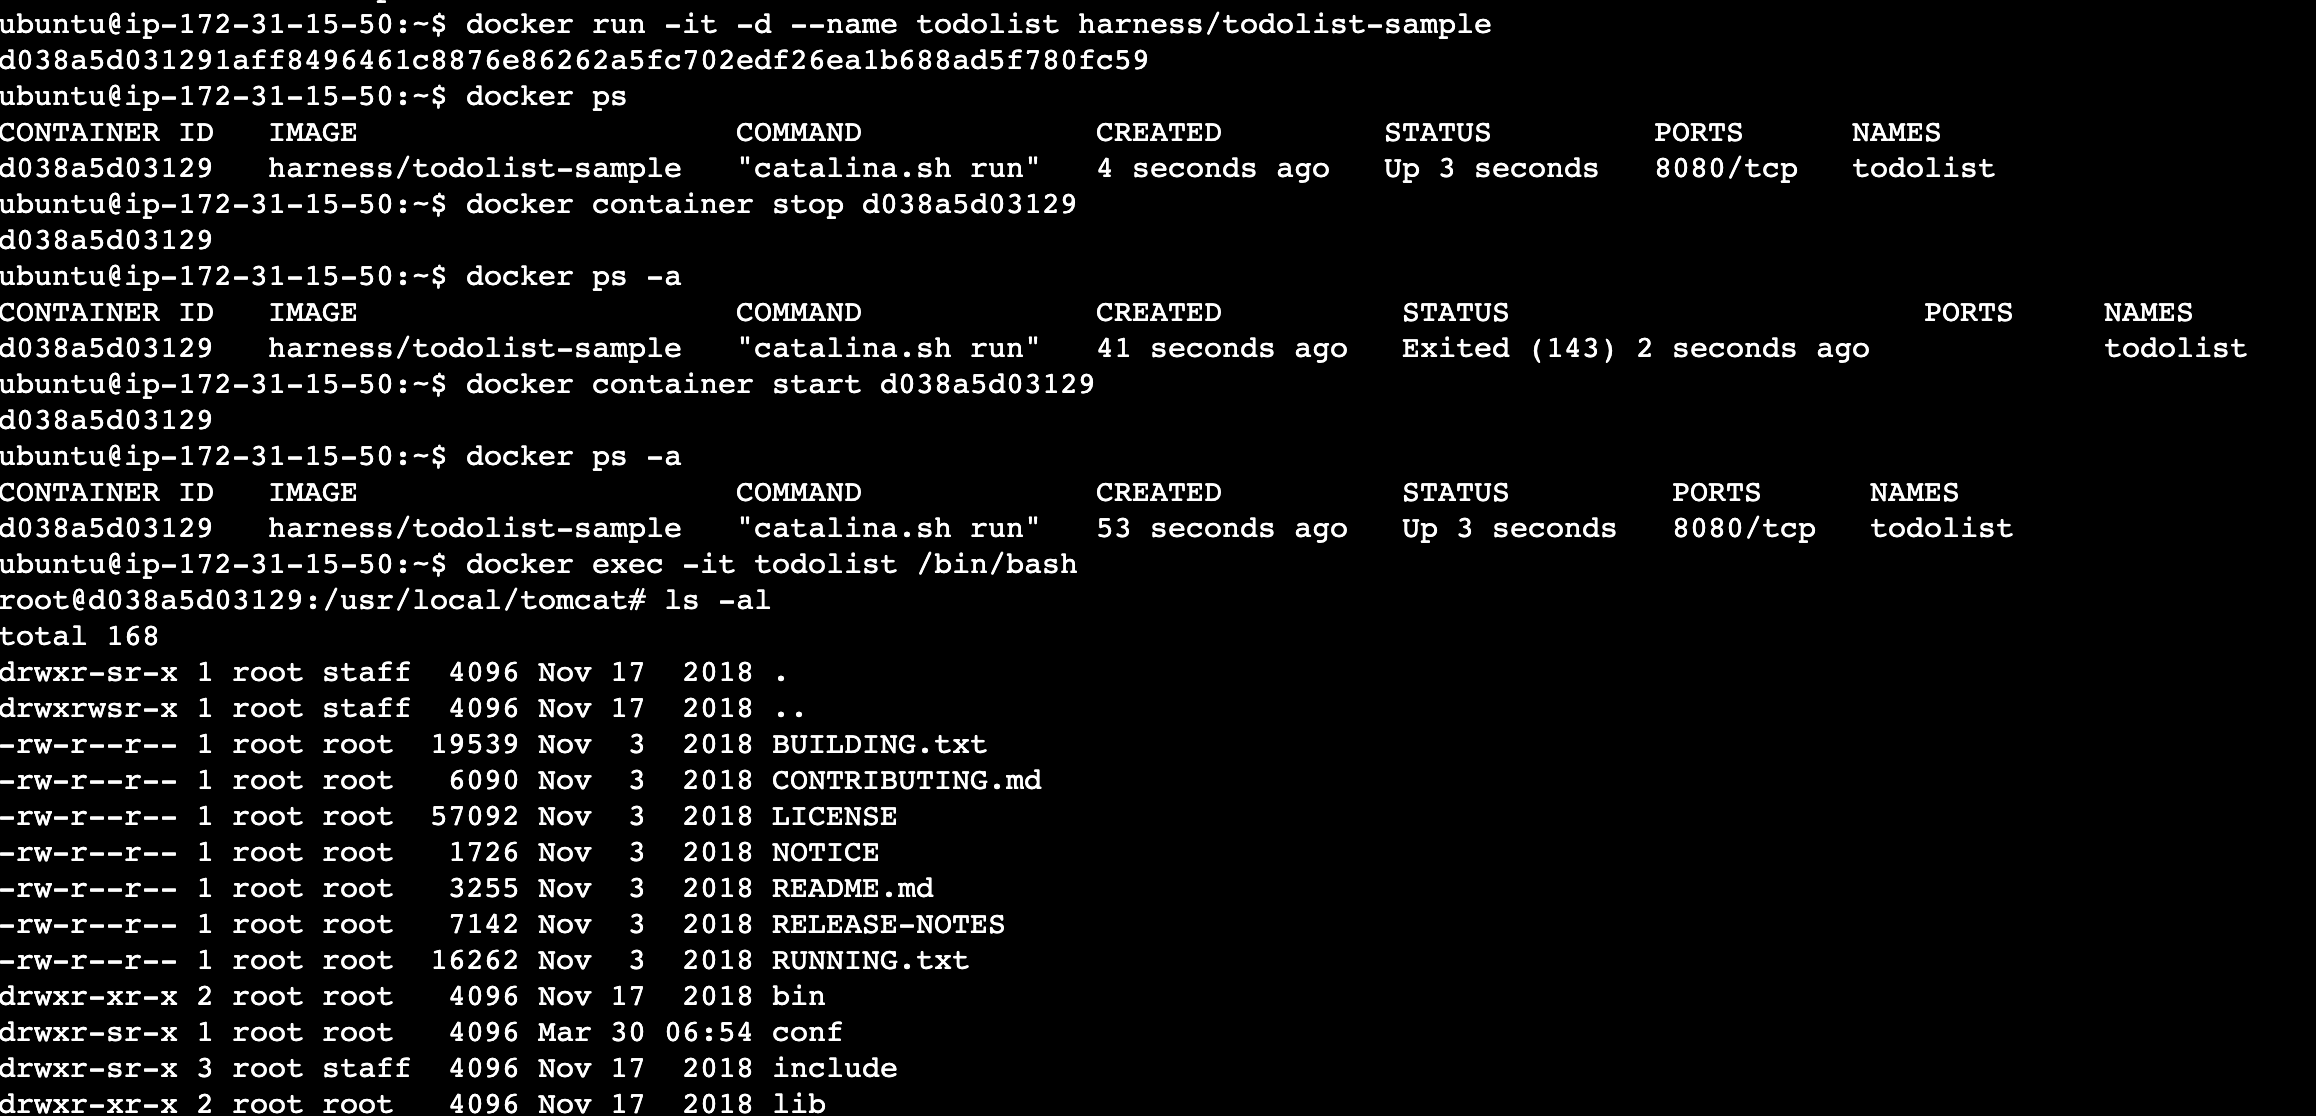 ubuntu@ip-172-31-15-50:~$ docker run -it -d --name todolist harness/todolist-sample
d038a5d031291aff8496461c8876e86262a5fc702edf26ea1b688ad5f780fc59
ubuntu@ip-172-31-15-50:~$ docker ps
CONTAINER ID   IMAGE                     COMMAND             CREATED         STATUS         PORTS      NAMES
d038a5d03129   harness/todolist-sample   "catalina.sh run"   4 seconds ago   Up 3 seconds   8080/tcp   todolist
ubuntu@ip-172-31-15-50:~$ docker container stop d038a5d03129
d038a5d03129
ubuntu@ip-172-31-15-50:~$ docker ps -a
CONTAINER ID   IMAGE                     COMMAND             CREATED          STATUS                       PORTS     NAMES
d038a5d03129   harness/todolist-sample   "catalina.sh run"   41 seconds ago   Exited (143) 2 seconds ago             todolist
ubuntu@ip-172-31-15-50:~$ docker container start d038a5d03129
d038a5d03129
ubuntu@ip-172-31-15-50:~$ docker ps -a
CONTAINER ID   IMAGE                     COMMAND             CREATED          STATUS         PORTS      NAMES
d038a5d03129   harness/todolist-sample   "catalina.sh run"   53 seconds ago   Up 3 seconds   8080/tcp   todolist
ubuntu@ip-172-31-15-50:~$ docker exec -it todolist /bin/bash
root@d038a5d03129:/usr/local/tomcat# ls -al
total 168
drwxr-sr-x 1 root staff  4096 Nov 17  2018 .
drwxrwsr-x 1 root staff  4096 Nov 17  2018 ..
-rw-r--r-- 1 root root  19539 Nov  3  2018 BUILDING.txt
-rw-r--r-- 1 root root   6090 Nov  3  2018 CONTRIBUTING.md
-rw-r--r-- 1 root root  57092 Nov  3  2018 LICENSE
-rw-r--r-- 1 root root   1726 Nov  3  2018 NOTICE
-rw-r--r-- 1 root root   3255 Nov  3  2018 README.md
-rw-r--r-- 1 root root   7142 Nov  3  2018 RELEASE-NOTES
-rw-r--r-- 1 root root  16262 Nov  3  2018 RUNNING.txt
drwxr-xr-x 2 root root   4096 Nov 17  2018 bin
drwxr-sr-x 1 root root   4096 Mar 30 06:54 conf
drwxr-sr-x 3 root staff  4096 Nov 17  2018 include
drwxr-xr-x 2 root root   4096 Nov 17  2018 lib